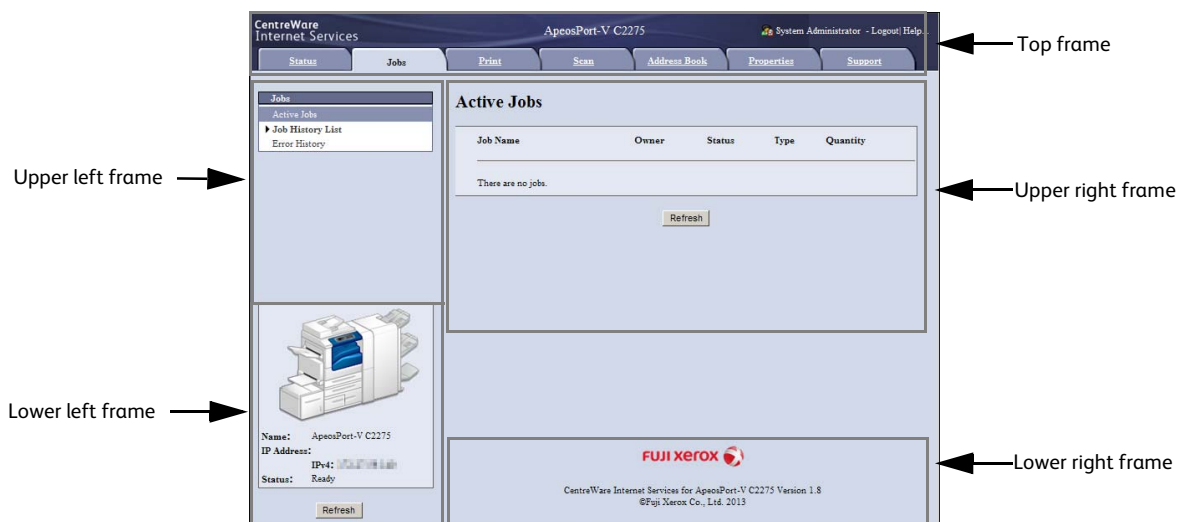 CentreWare
Internet Services
ApeosPort-V C2275
System Administrator - Logout| Help...
Status
Jobs
Print
Scan
Address Book
Properties
Support
Top frame
Jobs
Active Jobs
Job History List
Error History
Upper left frame
Active Jobs
Job Name Owner Status Type Quantity
There are no jobs.
Refresh
Upper right frame
Lower left frame
Name: ApeosPort-V C2275
IP Address:
IPv4:
Status: Ready
Refresh
FUJI xerox
CentreWare Internet Services for ApeosPort-V C2275 Version 1.8
©Fuji Xerox Co., Ltd. 2013
Lower right frame